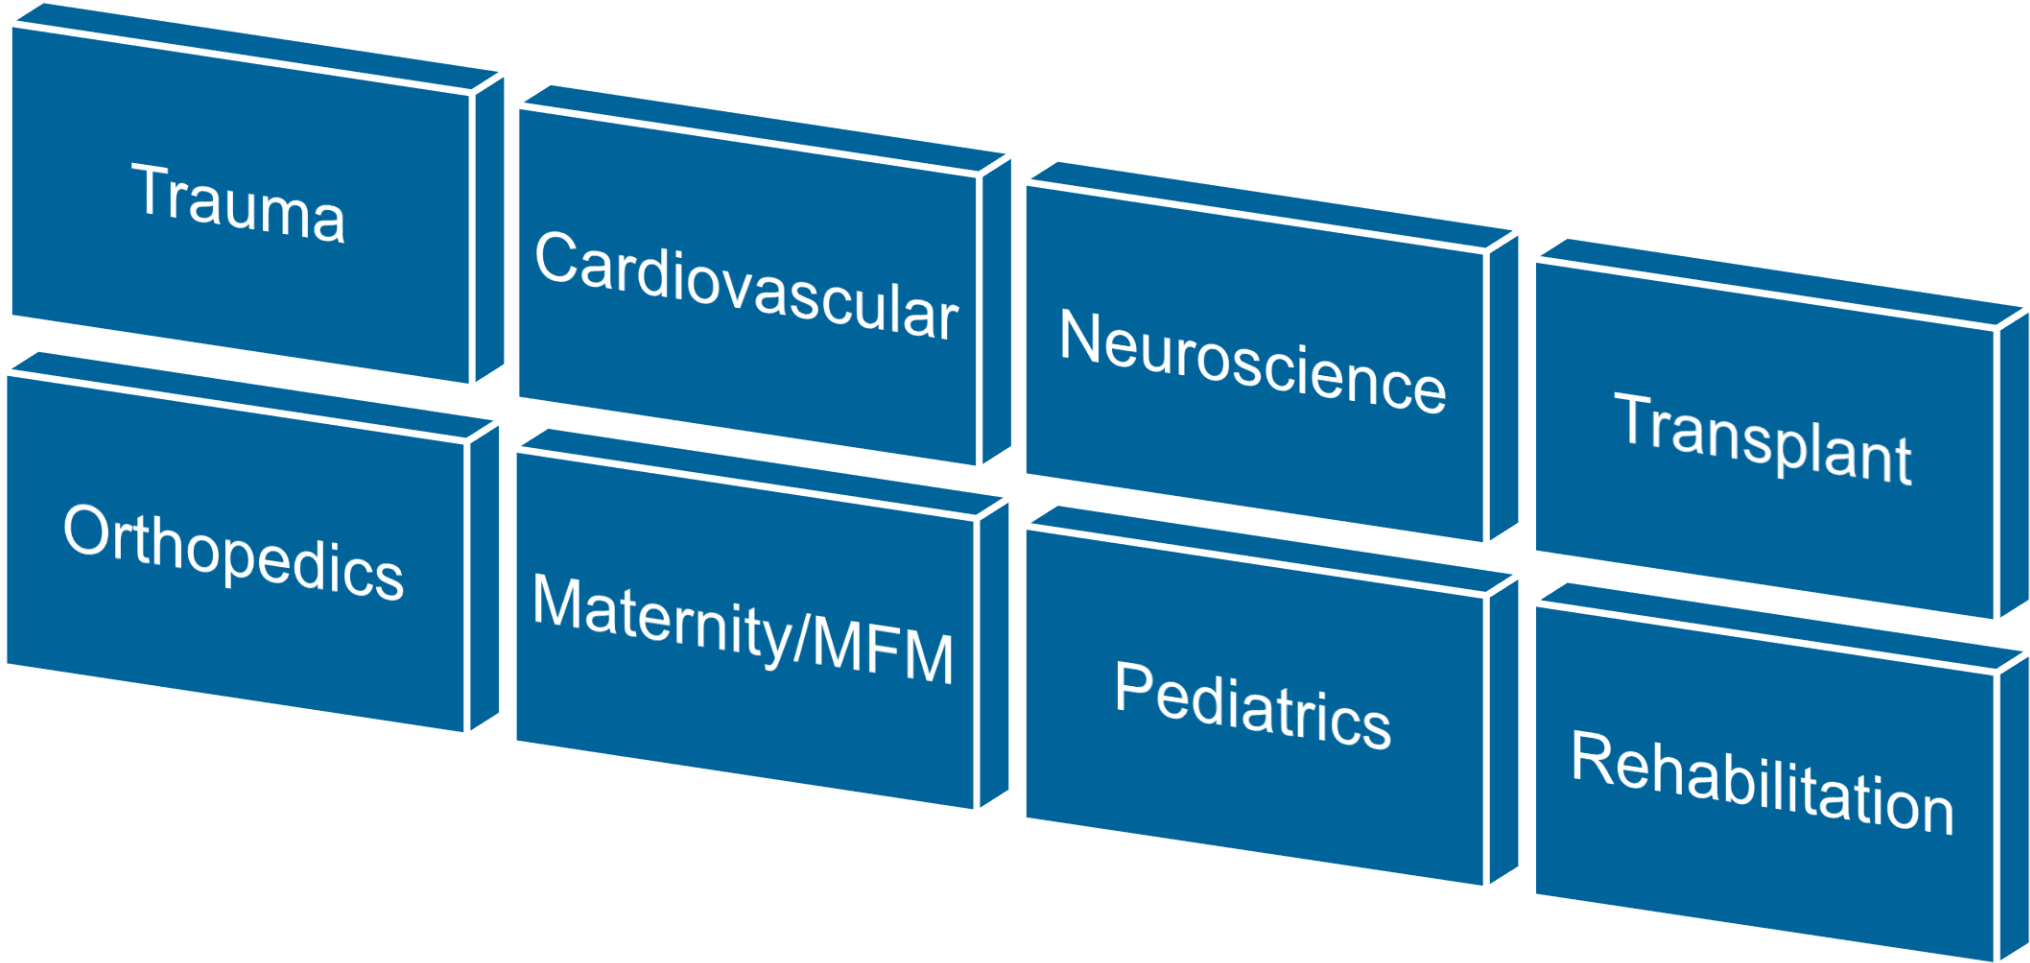 Trauma
Cardiovascular
Neuroscience
Transplant
Orthopedics
Maternity/MFM
Pediatrics
Rehabilitation